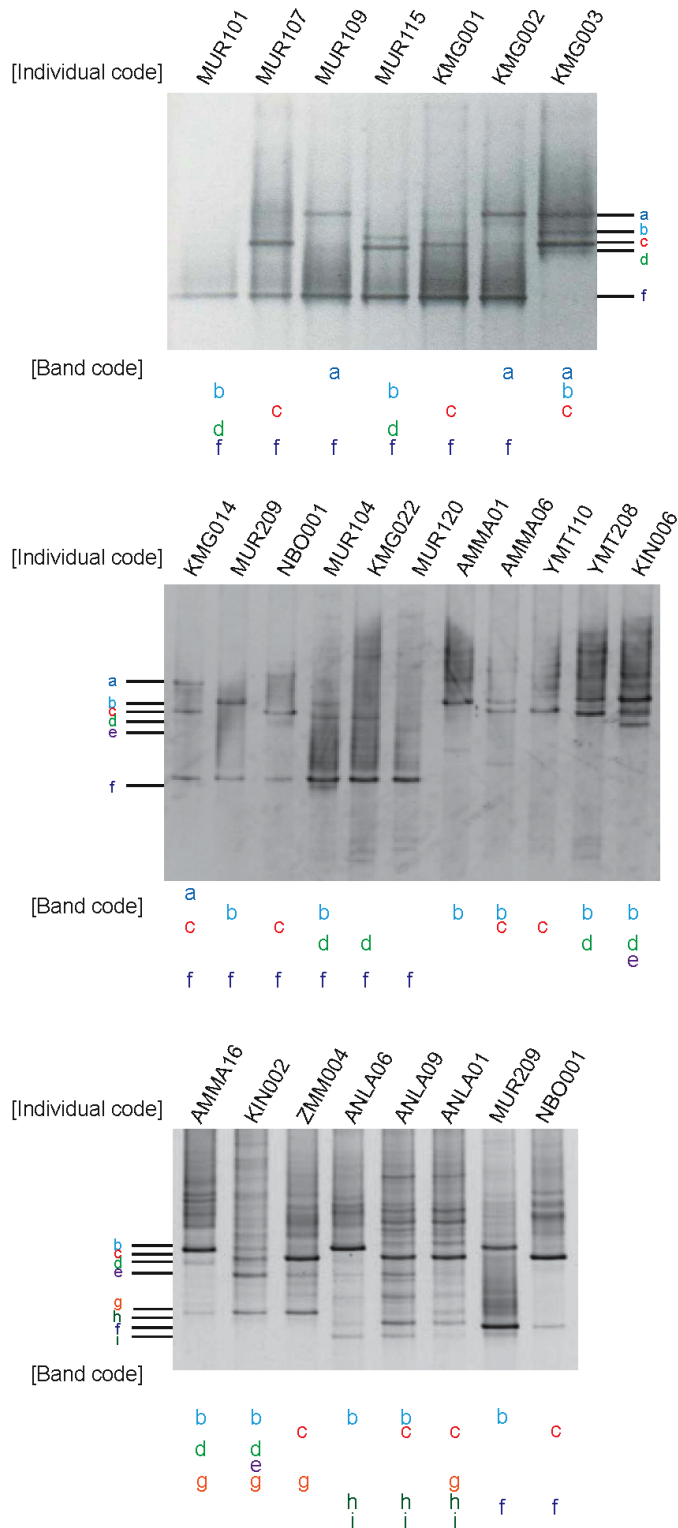 [Individual code] MUR101 MUR107 MUR109 MUR115 KMG001 KMG002 KMG003
a
b
c
d
f
[Band code] a a a
b b b
c c c
d d
f f f f f f
[Individual code] KMG014 MUR209 NBO001 MUR104 KMG022 MUR120 AMMA01 AMMA06 YMT110 YMT208 KIN006
a
b
c
d
e
f
a
[Band code] b b b b b b
c c c c
d d d d
e
f f f f f f
[Individual code] AMMA16 KIN002 ZMM004 ANLA06 ANLA09 ANLA01 MUR209 NBO001
b
c
d
e
g
h
f
i
[Band code]
b b b b b
c c c c
d d
e
g g g g
h h h f f
i i i